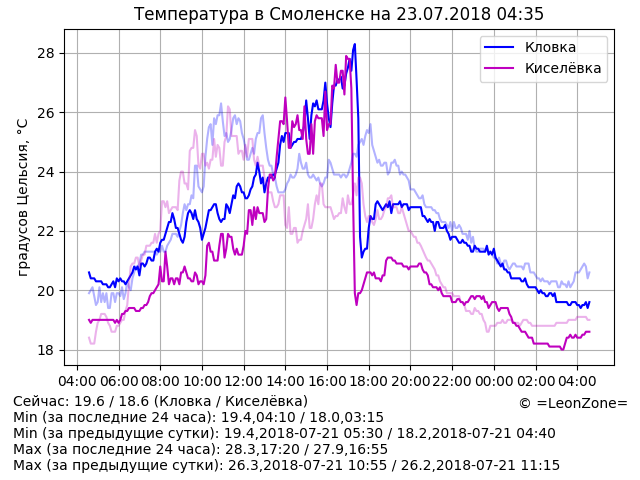 Температура в Смоленске на 23.07.2018 04:35
Кловка
Киселёвка
градусов Цельсия, °C
28
26
24
22
20
18
04:00 06:00 08:00 10:00 12:00 14:00 16:00 18:00 20:00 22:00 00:00 02:00 04:00
Сейчас: 19.6 / 18.6 (Кловка / Киселёвка)
© =LeonZone=
Min (за последние 24 часа): 19.4,04:10 / 18.0,03:15
Min (за предыдущие сутки): 19.4,2018-07-21 05:30 / 18.2,2018-07-21 04:40
Max (за последние 24 часа): 28.3,17:20 / 27.9,16:55
Max (за предыдущие сутки): 26.3,2018-07-21 10:55 / 26.2,2018-07-21 11:15